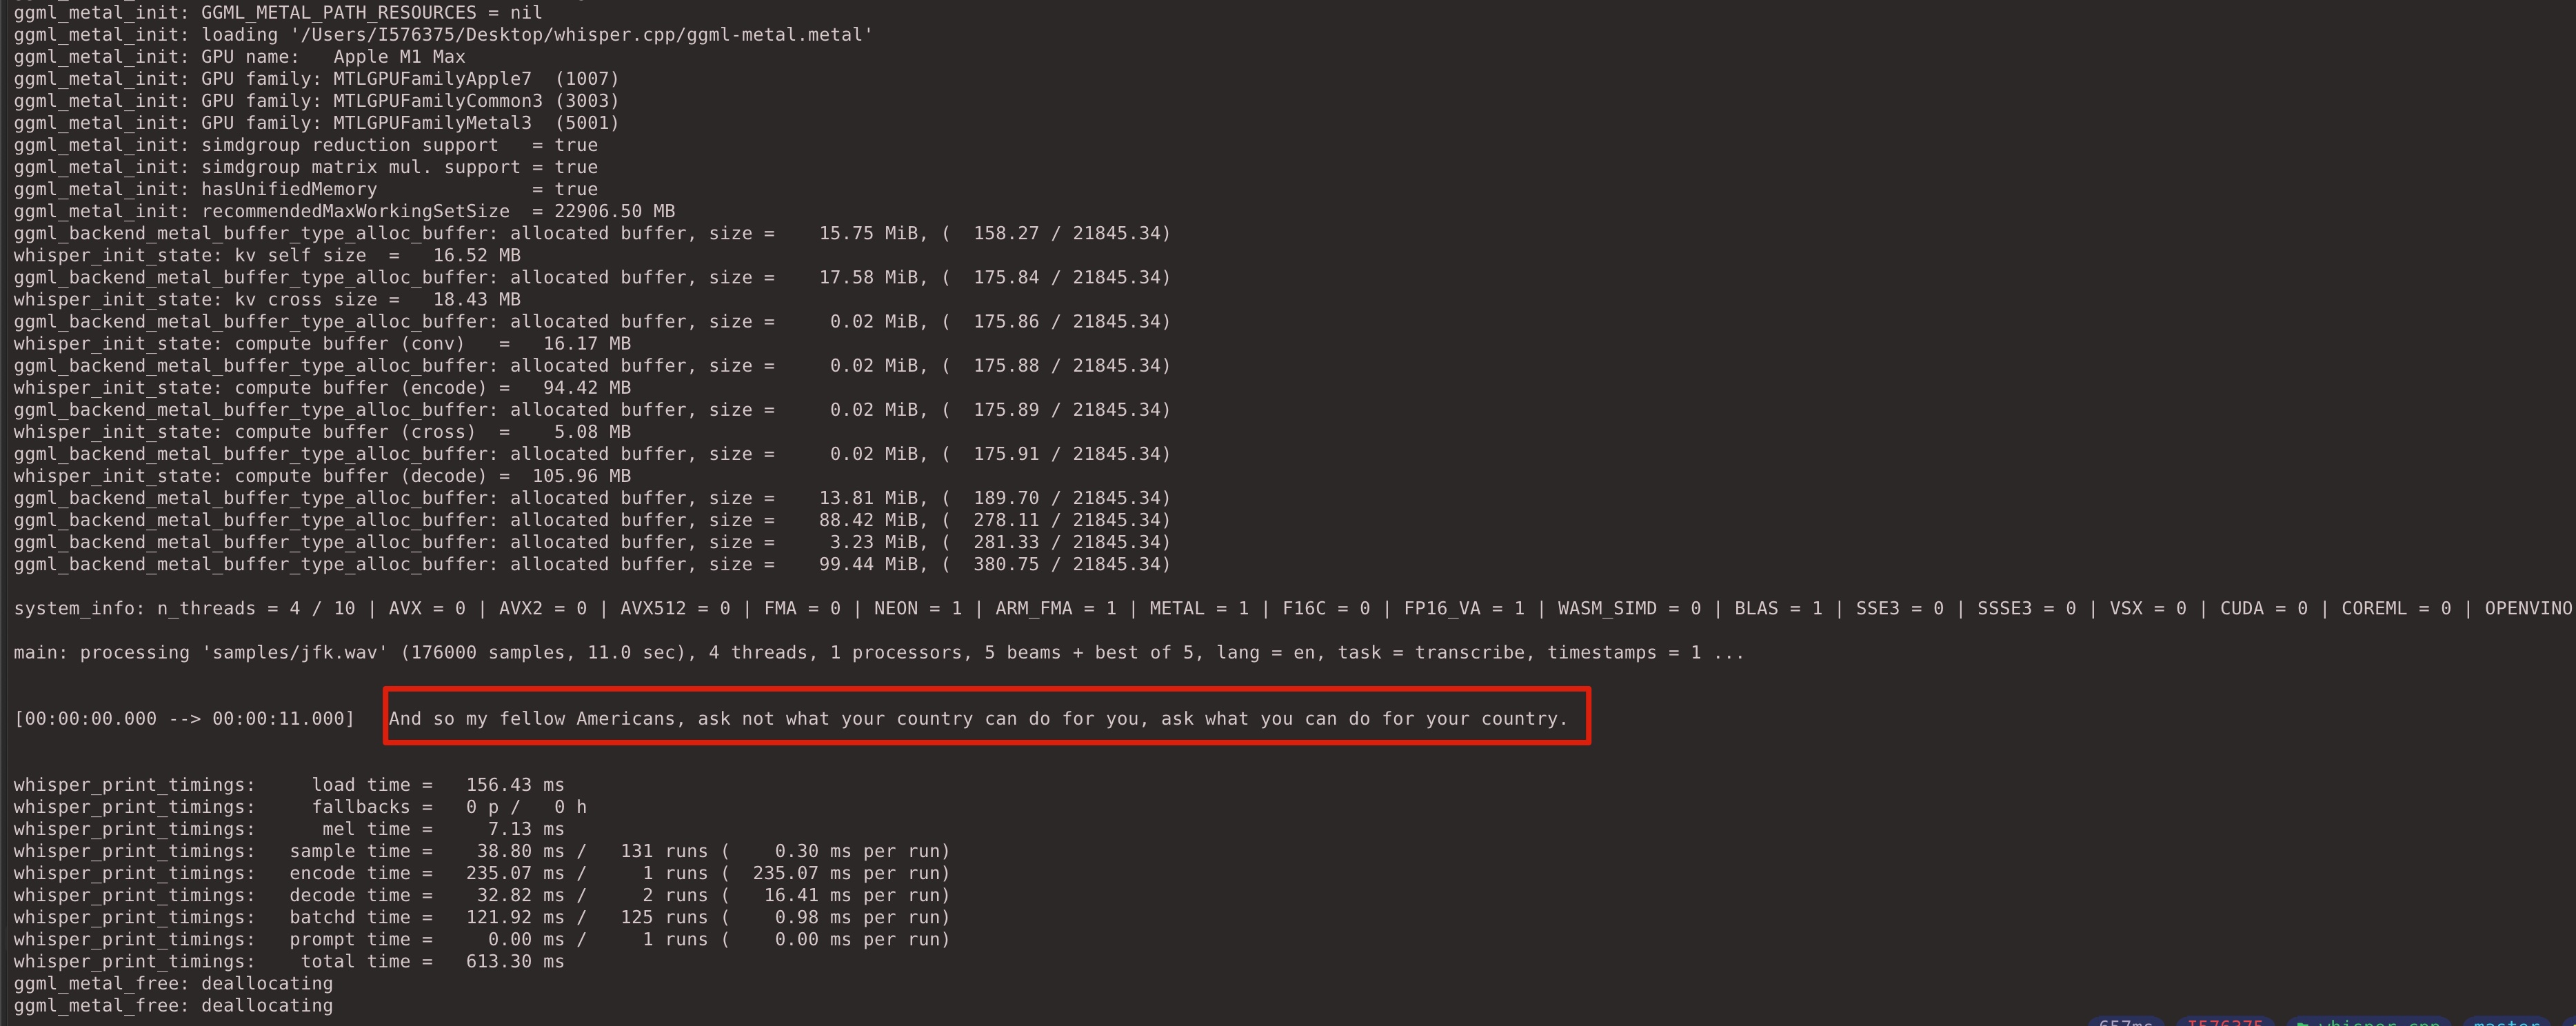 ggml_metal_init: GGML_METAL_PATH_RESOURCES = nil
ggml_metal_init: loading '/Users/I576375/Desktop/whisper.cpp/ggml-metal.metal'
ggml_metal_init: GPU name:   Apple M1 Max
ggml_metal_init: GPU family: MTLGPUFamilyApple7  (1007)
ggml_metal_init: GPU family: MTLGPUFamilyCommon3 (3003)
ggml_metal_init: GPU family: MTLGPUFamilyMetal3  (5001)
ggml_metal_init: simdgroup reduction support   = true
ggml_metal_init: simdgroup matrix mul. support = true
ggml_metal_init: hasUnifiedMemory              = true
ggml_metal_init: recommendedMaxWorkingSetSize  = 22906.50 MB
ggml_backend_metal_buffer_type_alloc_buffer: allocated buffer, size =    15.75 MiB, (  158.27 / 21845.34)
whisper_init_state: kv self size  =   16.52 MB
ggml_backend_metal_buffer_type_alloc_buffer: allocated buffer, size =    17.58 MiB, (  175.84 / 21845.34)
whisper_init_state: kv cross size =   18.43 MB
ggml_backend_metal_buffer_type_alloc_buffer: allocated buffer, size =     0.02 MiB, (  175.86 / 21845.34)
whisper_init_state: compute buffer (conv)   =   16.17 MB
ggml_backend_metal_buffer_type_alloc_buffer: allocated buffer, size =     0.02 MiB, (  175.88 / 21845.34)
whisper_init_state: compute buffer (encode) =   94.42 MB
ggml_backend_metal_buffer_type_alloc_buffer: allocated buffer, size =     0.02 MiB, (  175.89 / 21845.34)
whisper_init_state: compute buffer (cross)  =    5.08 MB
ggml_backend_metal_buffer_type_alloc_buffer: allocated buffer, size =     0.02 MiB, (  175.91 / 21845.34)
whisper_init_state: compute buffer (decode) =  105.96 MB
ggml_backend_metal_buffer_type_alloc_buffer: allocated buffer, size =    13.81 MiB, (  189.70 / 21845.34)
ggml_backend_metal_buffer_type_alloc_buffer: allocated buffer, size =    88.42 MiB, (  278.11 / 21845.34)
ggml_backend_metal_buffer_type_alloc_buffer: allocated buffer, size =     3.23 MiB, (  281.33 / 21845.34)
ggml_backend_metal_buffer_type_alloc_buffer: allocated buffer, size =    99.44 MiB, (  380.75 / 21845.34)
system_info: n_threads = 4 / 10 | AVX = 0 | AVX2 = 0 | AVX512 = 0 | FMA = 0 | NEON = 1 | ARM_FMA = 1 | METAL = 1 | F16C = 0 | FP16_VA = 1 | WASM_SIMD = 0 | BLAS = 1 | SSE3 = 0 | SSSE3 = 0 | VSX = 0 | CUDA = 0 | COREML = 0 | OPENVINO
main: processing 'samples/jfk.wav' (176000 samples, 11.0 sec), 4 threads, 1 processors, 5 beams + best of 5, lang = en, task = transcribe, timestamps = 1 ...
[00:00:00.000 --> 00:00:11.000]   And so my fellow Americans, ask not what your country can do for you, ask what you can do for your country.
whisper_print_timings:     load time =   156.43 ms
whisper_print_timings:     fallbacks =   0 p /   0 h
whisper_print_timings:      mel time =     7.13 ms
whisper_print_timings:   sample time =    38.80 ms /   131 runs (    0.30 ms per run)
whisper_print_timings:   encode time =   235.07 ms /     1 runs (  235.07 ms per run)
whisper_print_timings:   decode time =    32.82 ms /     2 runs (   16.41 ms per run)
whisper_print_timings:   batchd time =   121.92 ms /   125 runs (    0.98 ms per run)
whisper_print_timings:   prompt time =     0.00 ms /     1 runs (    0.00 ms per run)
whisper_print_timings:    total time =   613.30 ms
ggml_metal_free: deallocating
ggml_metal_free: deallocating